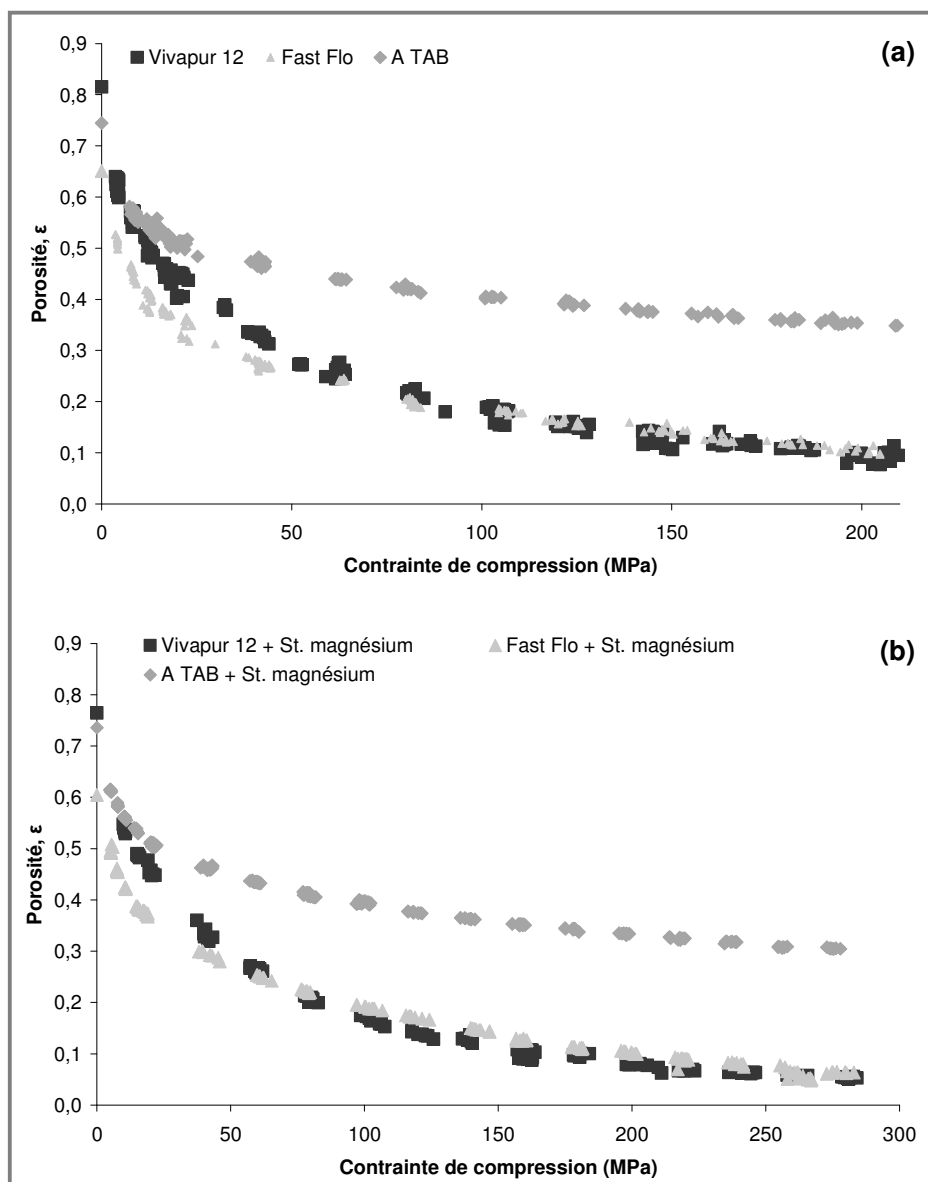 0,9
Vivapur 12 Fast Flo A TAB
(a)
0,8
0,7
0,6
0,5
0,4
0,3
0,2
0,1
0,0
Porosité, ε
0 50 100 150 200
Contrainte de compression (MPa)
0,9
Vivapur 12 + St. magnésium Fast Flo + St. magnésium
A TAB + St. magnésium
(b)
0,8
0,7
0,6
0,5
0,4
0,3
0,2
0,1
0,0
Porosité, ε
0 50 100 150 200 250 300
Contrainte de compression (MPa)